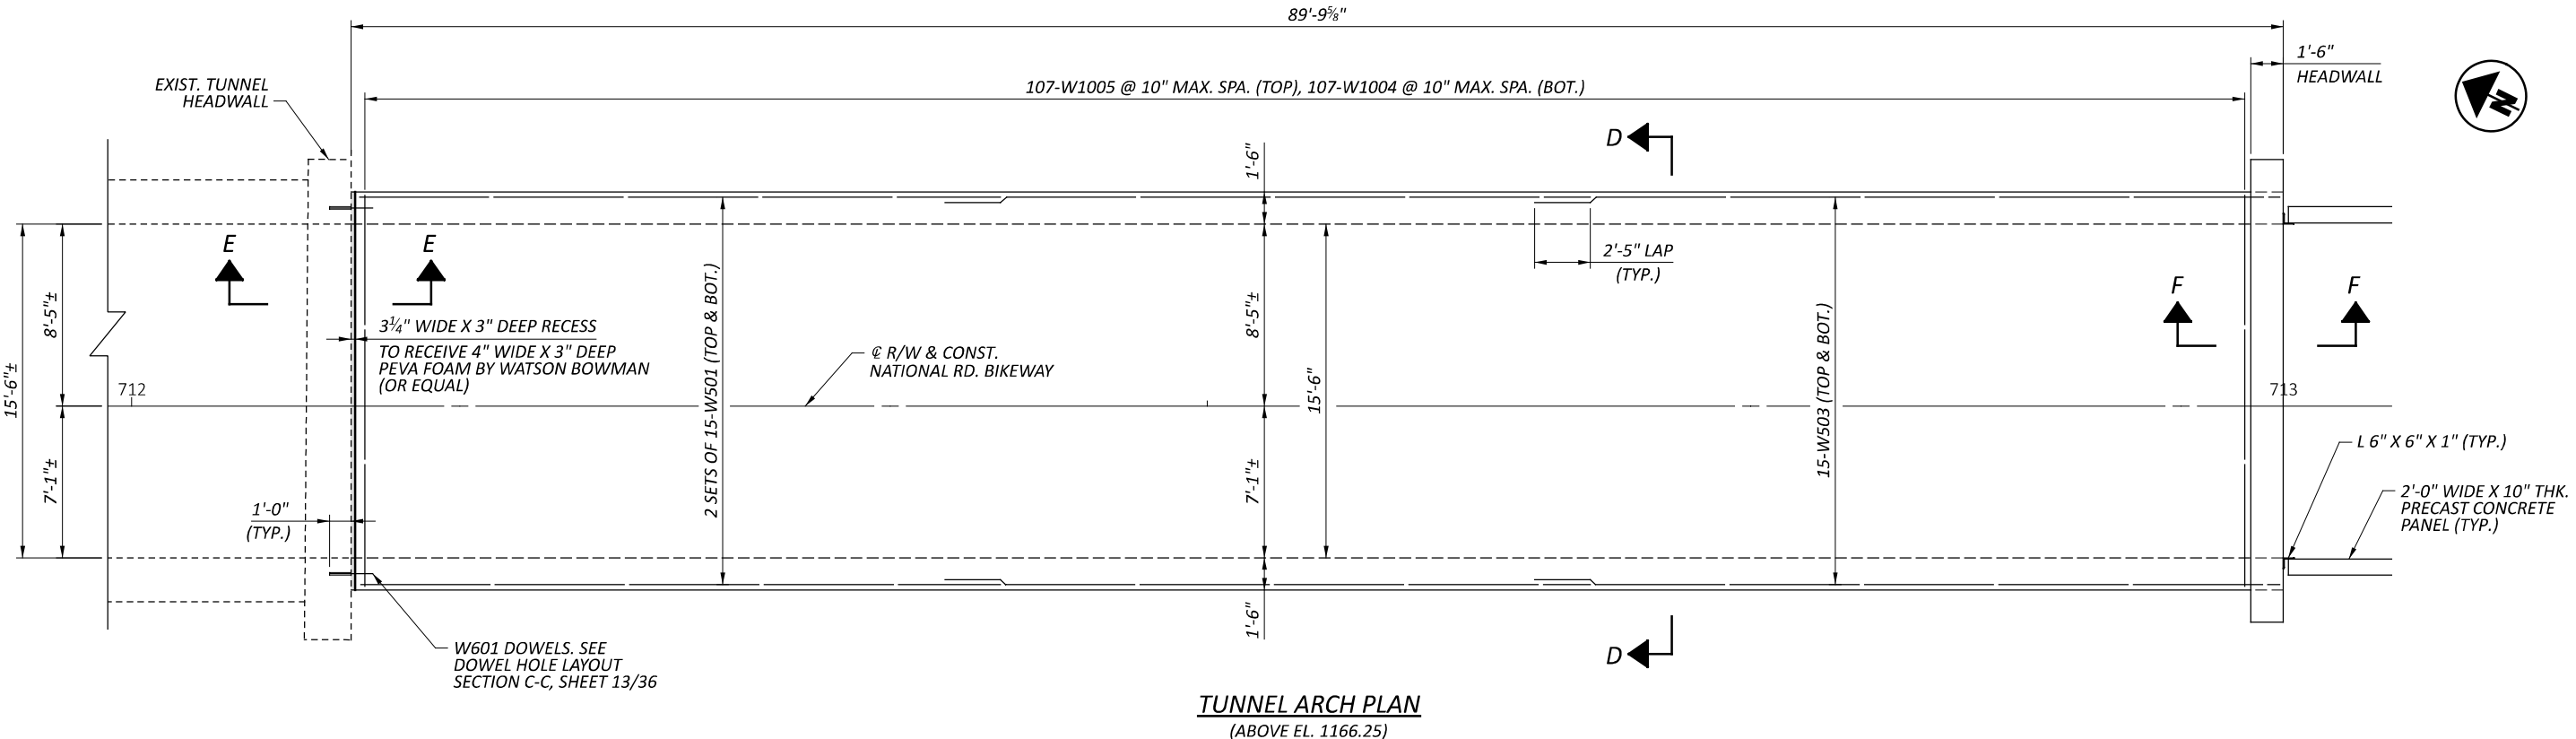 89'-9⅝"
1'-6"
HEADWALL
EXIST. TUNNEL
HEADWALL
107-W1005 @ 10" MAX. SPA. (TOP), 107-W1004 @ 10" MAX. SPA. (BOT.)
N
D
1'-6"
E
E
2'-5" LAP
(TYP.)
F
F
8'-5"±
15'-6"±
7'-1"±
3¼" WIDE X 3" DEEP RECESS
TO RECEIVE 4" WIDE X 3" DEEP
PEVA FOAM BY WATSON BOWMAN
(OR EQUAL)
2 SETS OF 15-W501 (TOP & BOT.)
℄ R/W & CONST.
NATIONAL RD. BIKEWAY
8'-5"±
15'-6"
7'-1"±
15-W503 (TOP & BOT.)
712
713
L 6" X 6" X 1" (TYP.)
2'-0" WIDE X 10" THK.
PRECAST CONCRETE
PANEL (TYP.)
1'-0"
(TYP.)
1'-6"
W601 DOWELS. SEE
DOWEL HOLE LAYOUT
SECTION C-C, SHEET 13/36
D
TUNNEL ARCH PLAN
(ABOVE EL. 1166.25)